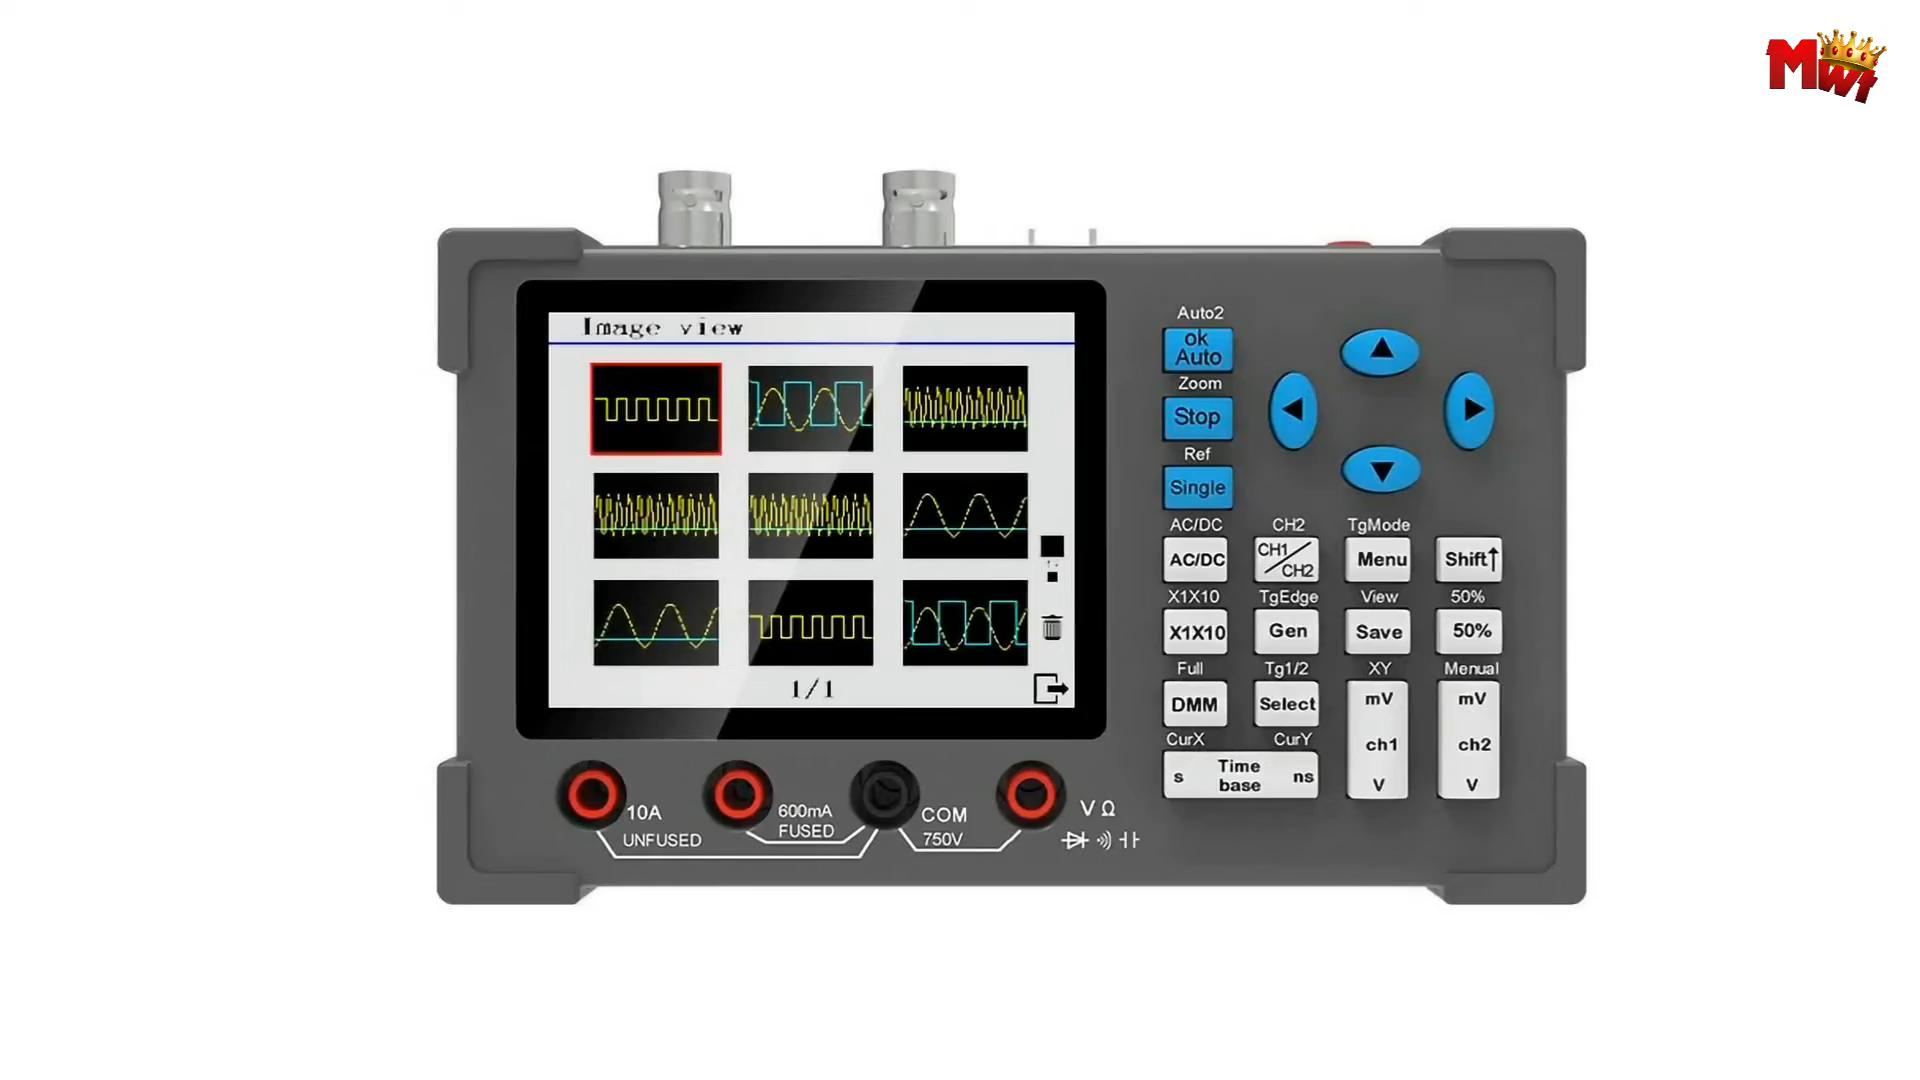 MWT
Image view
1/1
Auto2
ok
Auto
Zoom
Stop
Ref
Single
AC/DC
CH2
TgMode
AC/DC
CH1/CH2
Menu
Shift↑
X1X10
TgEdge
View
50%
X1X10
Gen
Save
50%
Full
Tg1/2
XY
Menual
DMM
Select
mV
ch1
V
mV
ch2
V
CurX
CurY
s
Time
base
ns
10A
UNFUSED
600mA
FUSED
COM
750V
V Ω